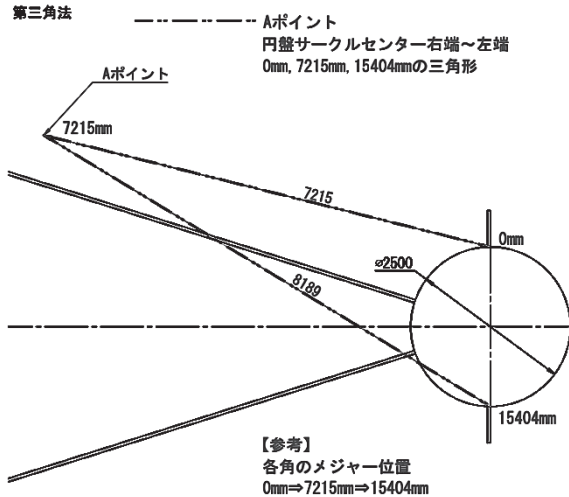 第三角法
Aポイント
円盤サークルセンター右端～左端
0mm, 7215mm, 15404mmの三角形
Aポイント
7215mm
7215
0mm
⌀2500
8189
15404mm
【参考】
各角のメジャー位置
0mm⇒7215mm⇒15404mm